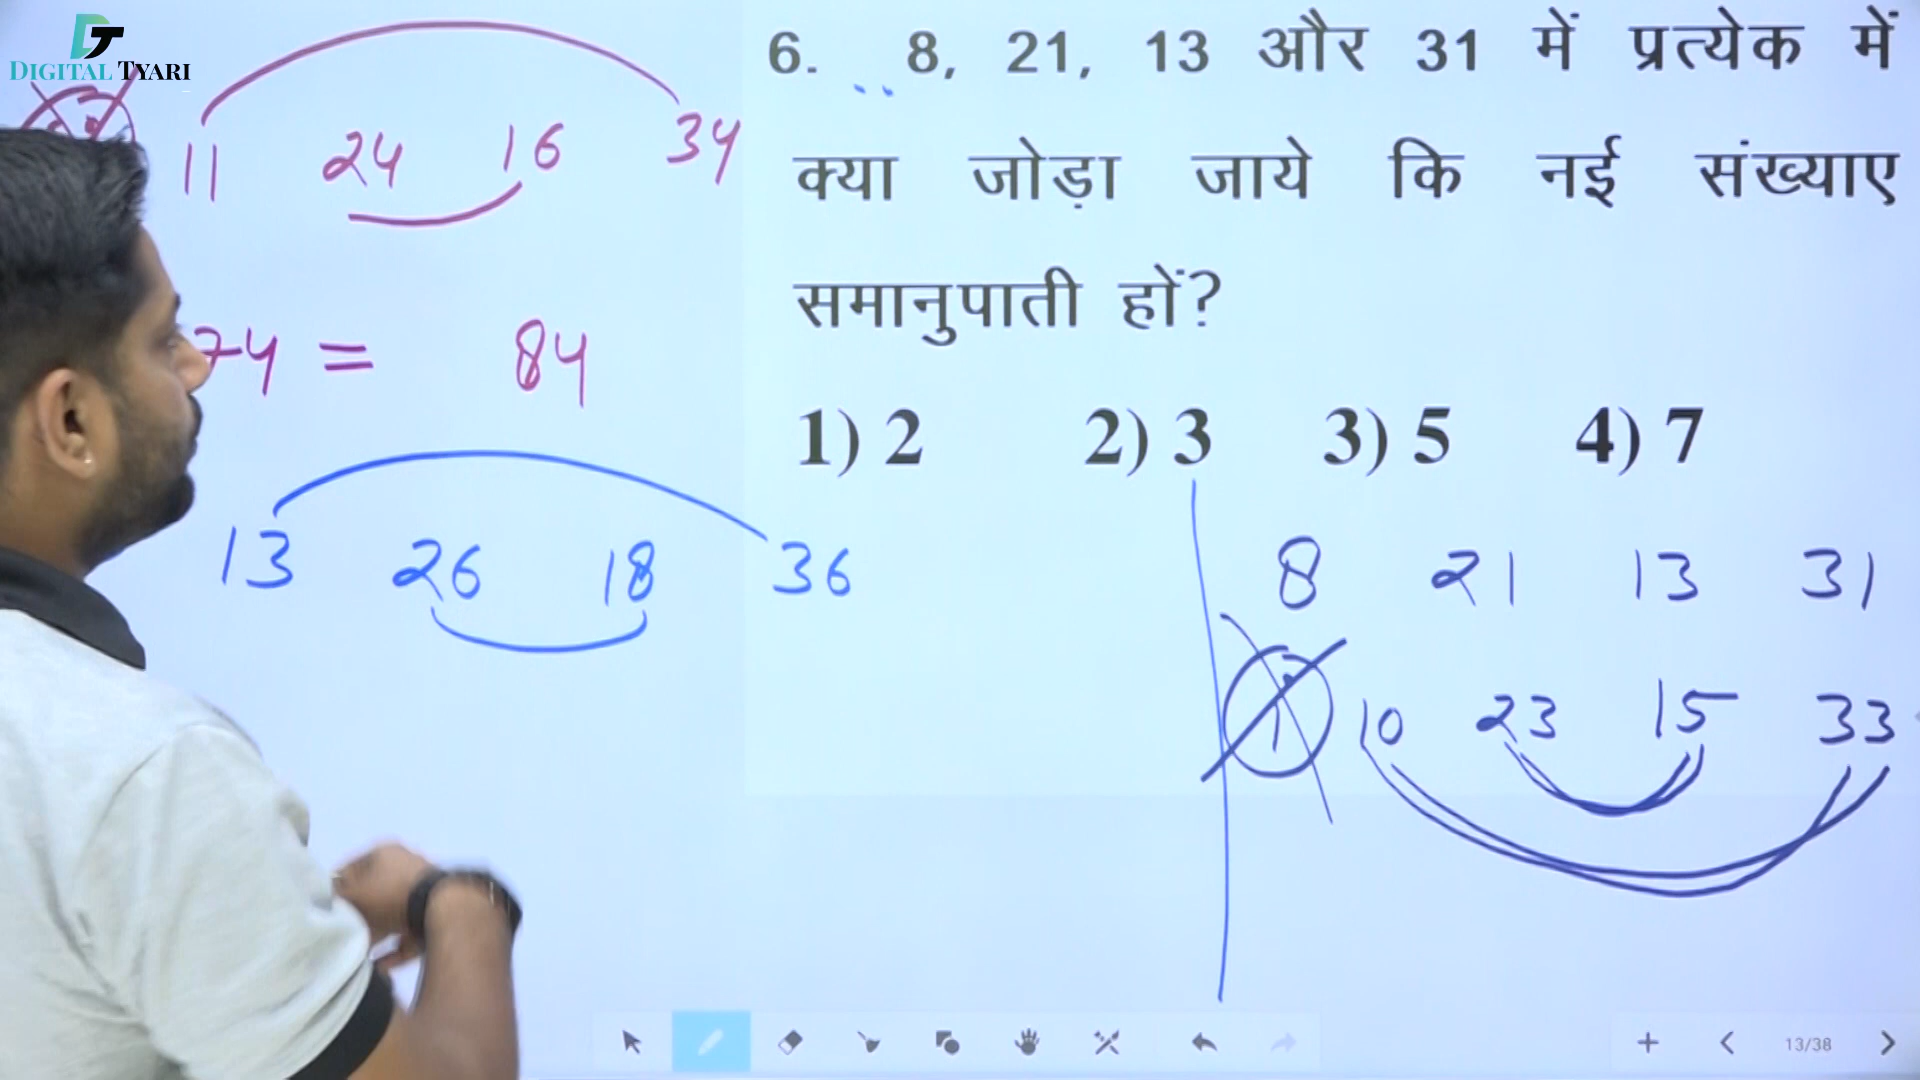 DIGITAL TYARI
6. 8, 21, 13 और 31 में प्रत्येक में
क्या जोड़ा जाये कि नई संख्याए
समानुपाती हों?
1) 2 2) 3 3) 5 4) 7
11 24 16 34
74 = 84
13 26 18 36
8 21 13 31
10 23 15 33
13/38